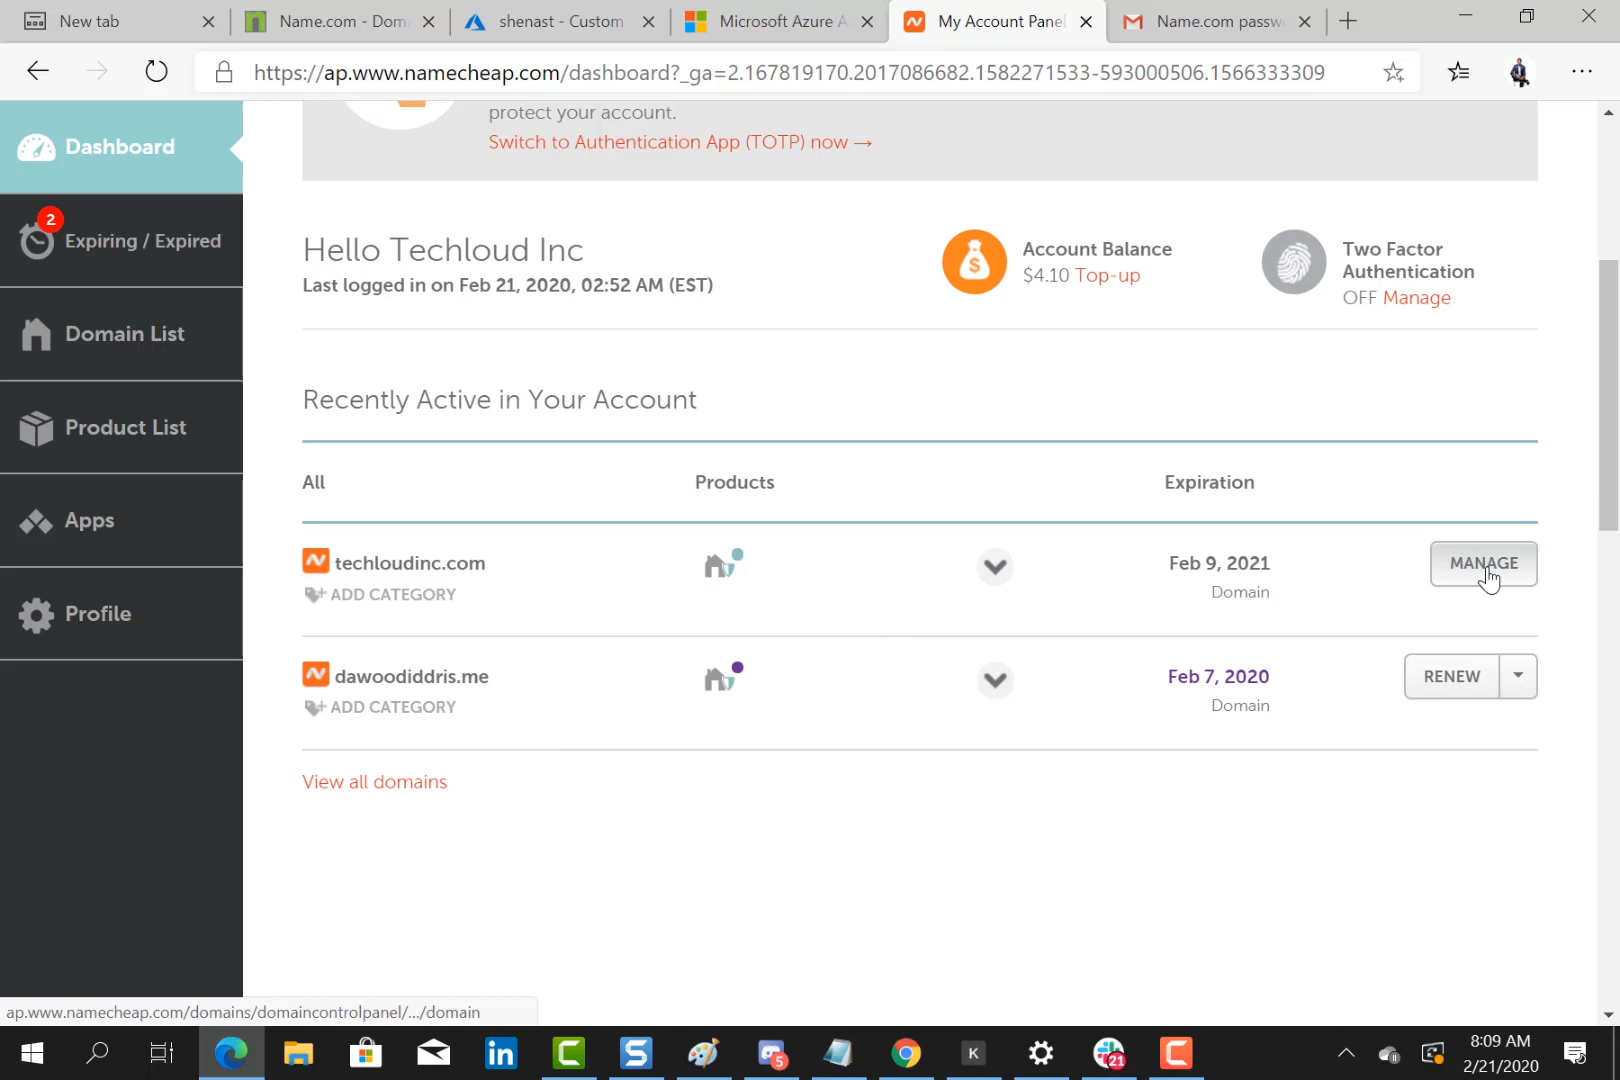 New tab
Name.com - Dom
shenast - Custom
Microsoft Azure A
My Account Panel
Name.com passw
https://ap.www.namecheap.com/dashboard?_ga=2.167819170.2017086682.1582271533-593000506.1566333309
protect your account.
Switch to Authentication App (TOTP) now →
Dashboard
2
Expiring / Expired
Domain List
Product List
Apps
Profile
Hello Techloud Inc
Last logged in on Feb 21, 2020, 02:52 AM (EST)
Account Balance
$4.10 Top-up
Two Factor
Authentication
OFF Manage
Recently Active in Your Account
All Products Expiration
techloudinc.com Feb 9, 2021 MANAGE
ADD CATEGORY Domain
dawoodiddris.me Feb 7, 2020 RENEW
ADD CATEGORY Domain
View all domains
ap.www.namecheap.com/domains/domaincontrolpanel/.../domain
5
K
21
8:09 AM
2/21/2020